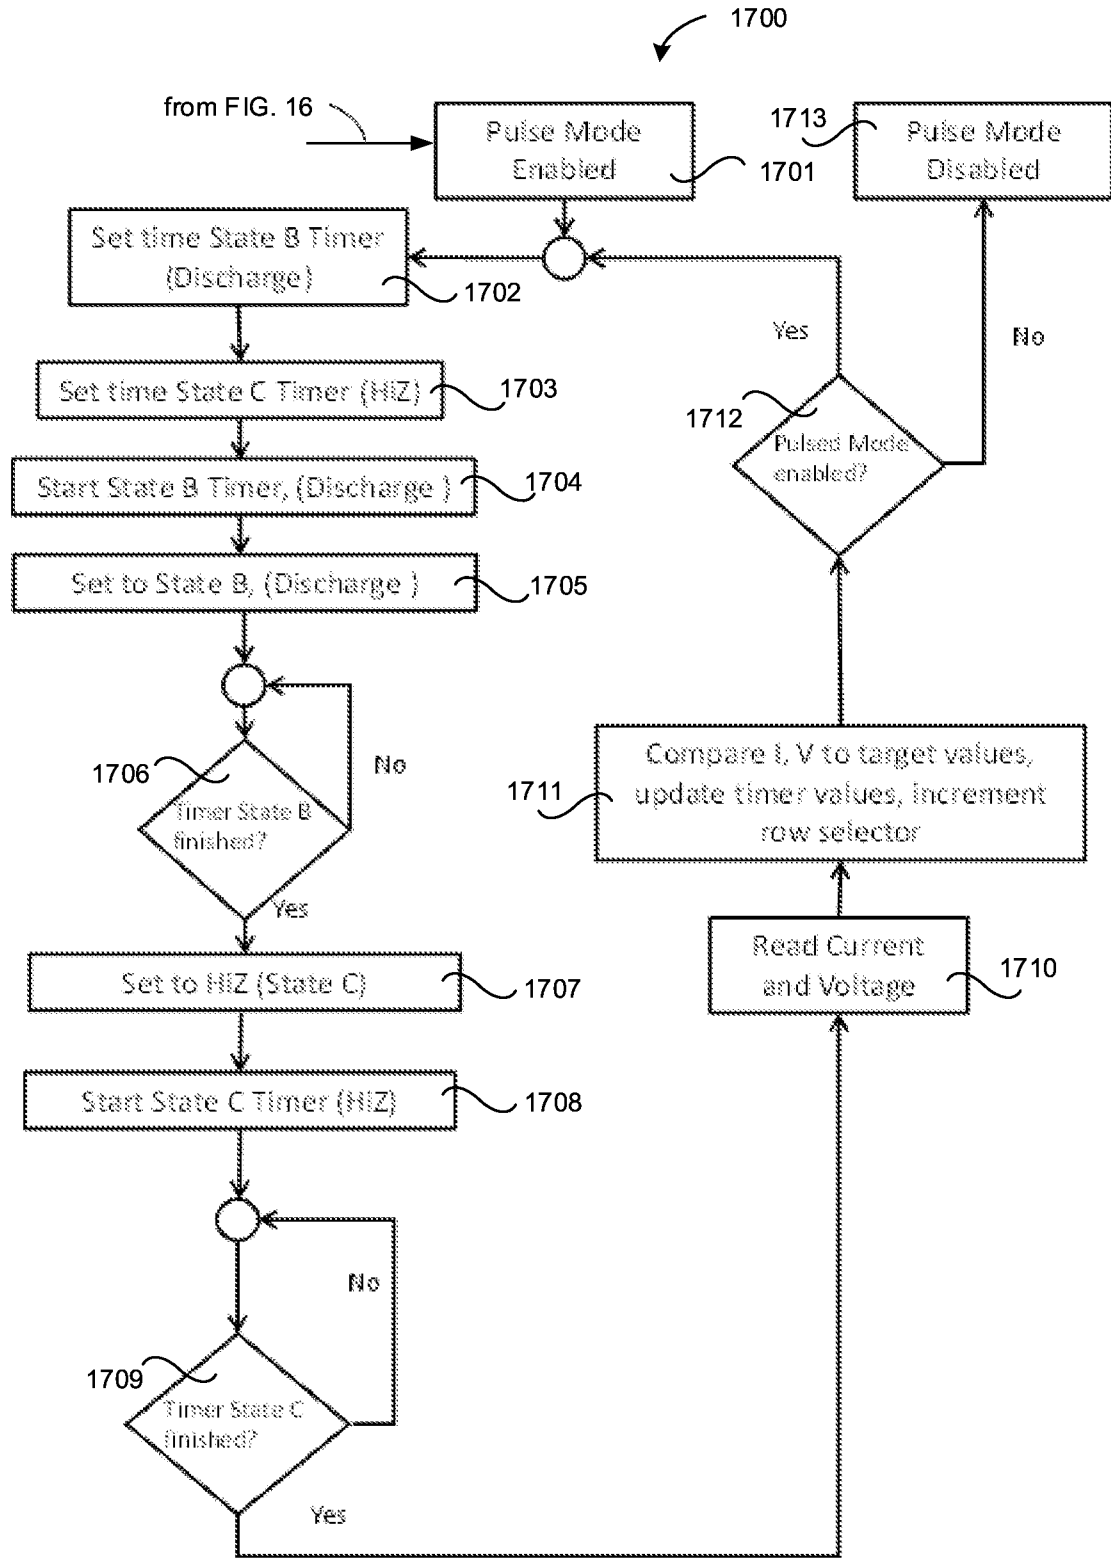 1700
from FIG. 16
Pulse Mode
Enabled
1701
1713
Pulse Mode
Disabled
Set time State B Timer
(Discharge)
1702
Yes
No
Set time State C Timer (HiZ)
1703
1712
Pulsed Mode
enabled?
Start State B Timer, (Discharge )
1704
Set to State B, (Discharge )
1705
1706
No
Timer State B
finished?
Yes
Compare I, V to target values,
update timer values, increment
row selector
1711
Set to HiZ (State C)
1707
Read Current
and Voltage
1710
Start State C Timer (HiZ)
1708
No
1709
Timer State C
finished?
Yes